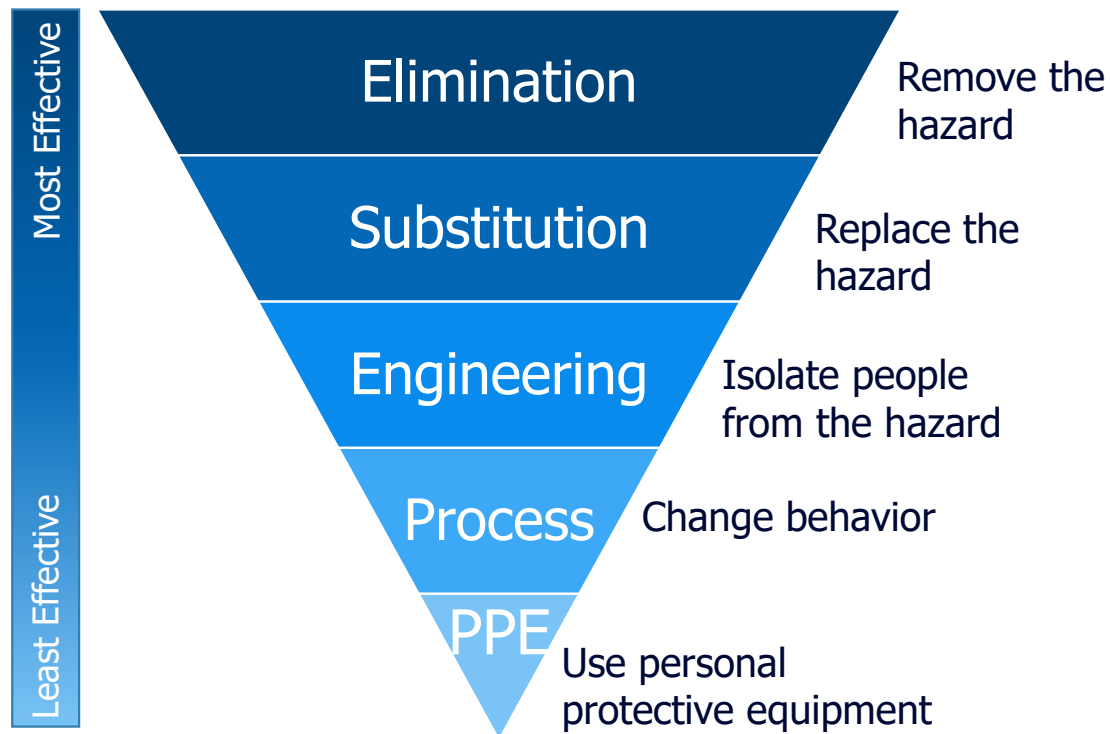 Most Effective
Least Effective
Elimination
Remove the
hazard
Substitution
Replace the
hazard
Engineering
Isolate people
from the hazard
Process
Change behavior
PPE
Use personal
protective equipment